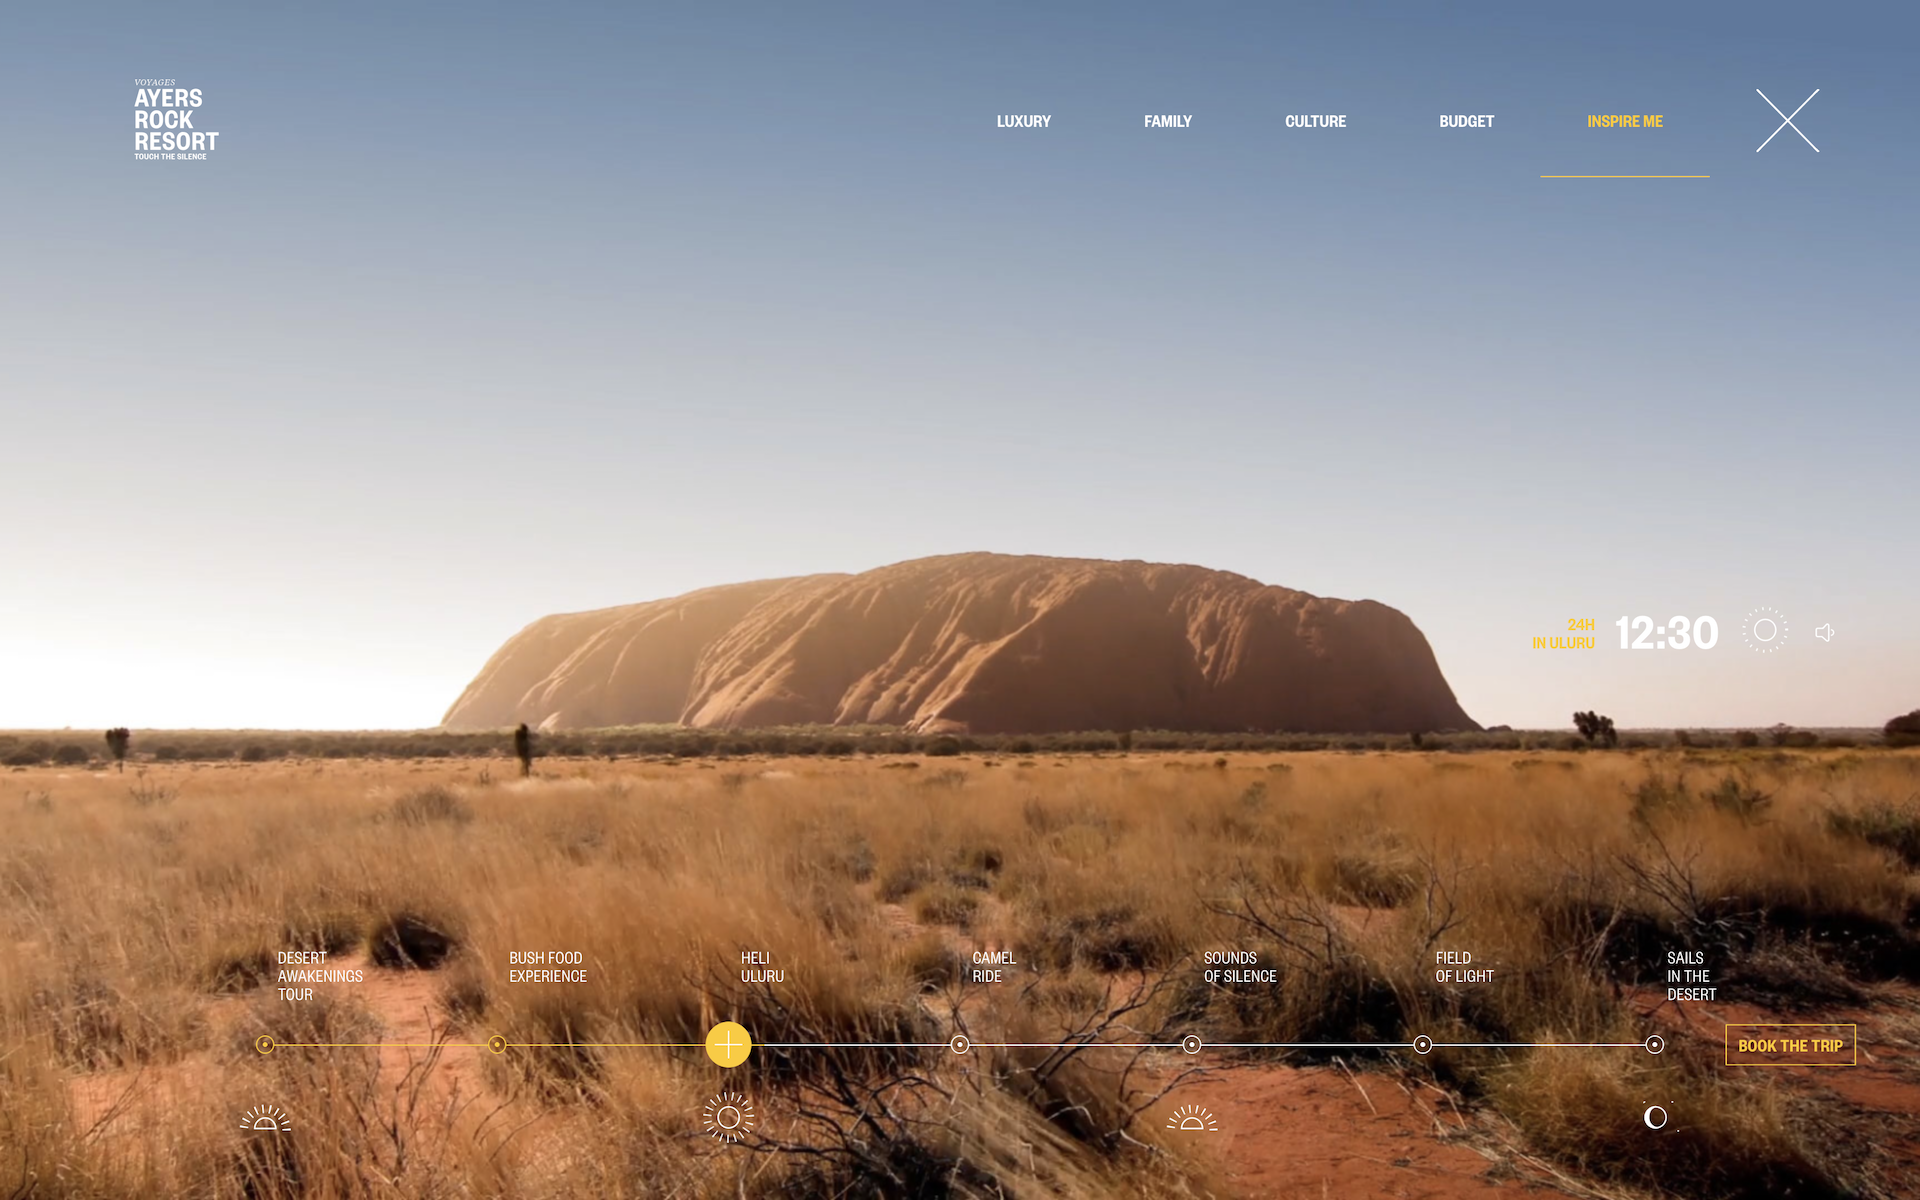 VOYAGES
AYERS
ROCK
RESORT
TOUCH THE SILENCE
LUXURY
FAMILY
CULTURE
BUDGET
INSPIRE ME
24H
IN ULURU
12:30
DESERT
AWAKENINGS
TOUR
BUSH FOOD
EXPERIENCE
HELI
ULURU
CAMEL
RIDE
SOUNDS
OF SILENCE
FIELD
OF LIGHT
SAILS
IN THE
DESERT
BOOK THE TRIP